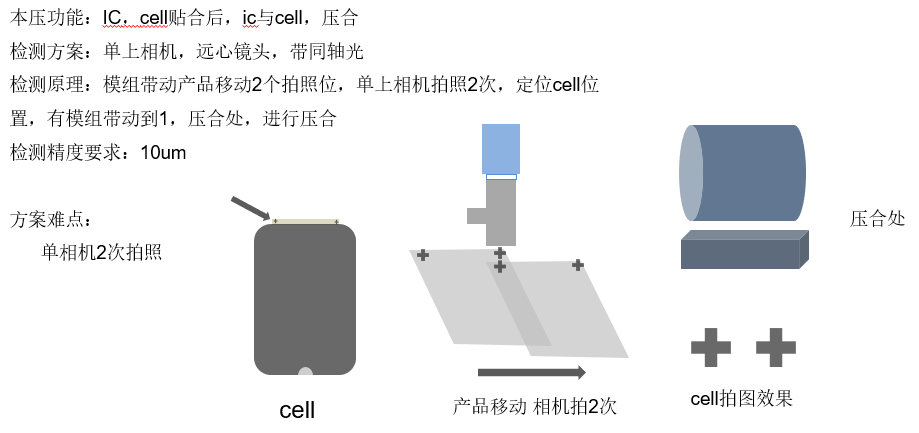 本压功能：IC，cell贴合后，ic与cell，压合
检测方案：单上相机，远心镜头，带同轴光
检测原理：模组带动产品移动2个拍照位，单上相机拍照2次，定位cell位
置，有模组带动到1，压合处，进行压合
检测精度要求：10um
方案难点：
单相机2次拍照
压合处
cell
产品移动 相机拍2次
cell拍图效果